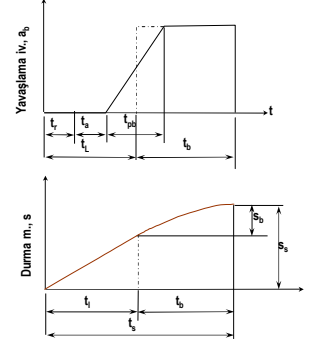 Yavaşlama iv., a_b
t
t_r
t_a
t_pb
t_L
t_b
Durma m., s
s_b
s_s
t_l
t_b
t_s